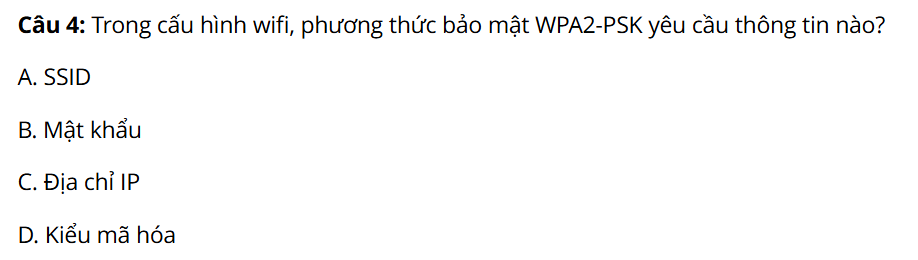 Câu 4: Trong cấu hình wifi, phương thức bảo mật WPA2-PSK yêu cầu thông tin nào?
A. SSID
B. Mật khẩu
C. Địa chỉ IP
D. Kiểu mã hóa